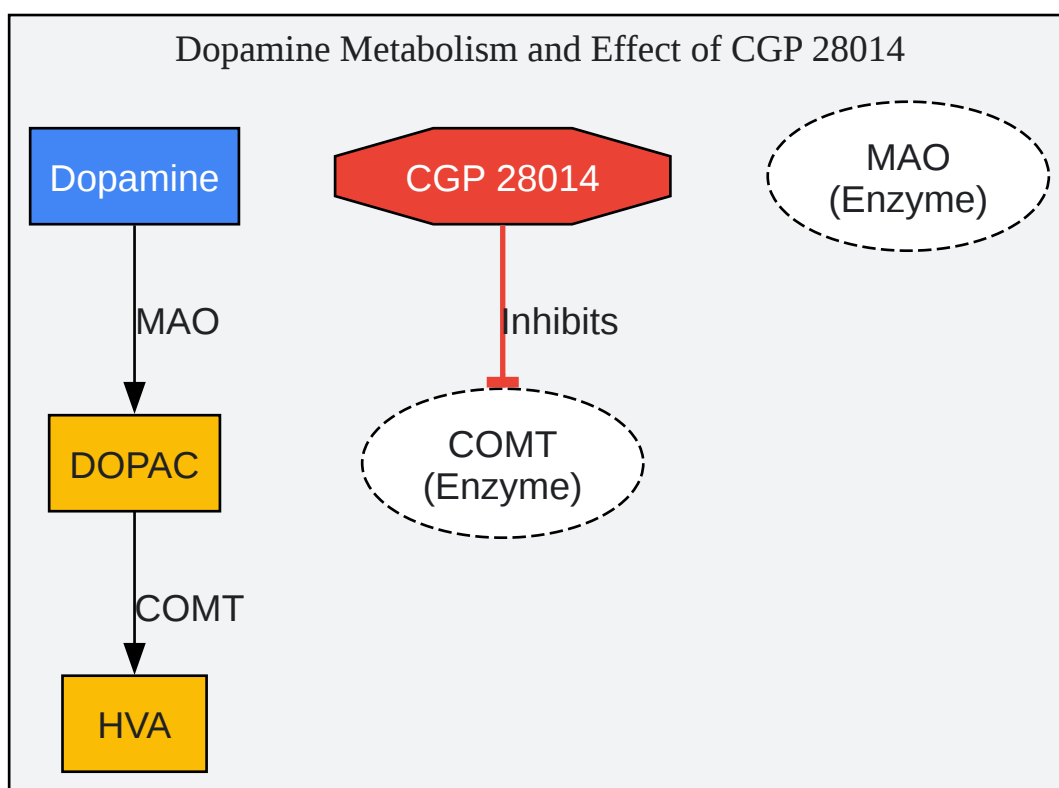 Dopamine Metabolism and Effect of CGP 28014
Dopamine
CGP 28014
MAO
(Enzyme)
MAO
Inhibits
DOPAC
COMT
(Enzyme)
COMT
HVA